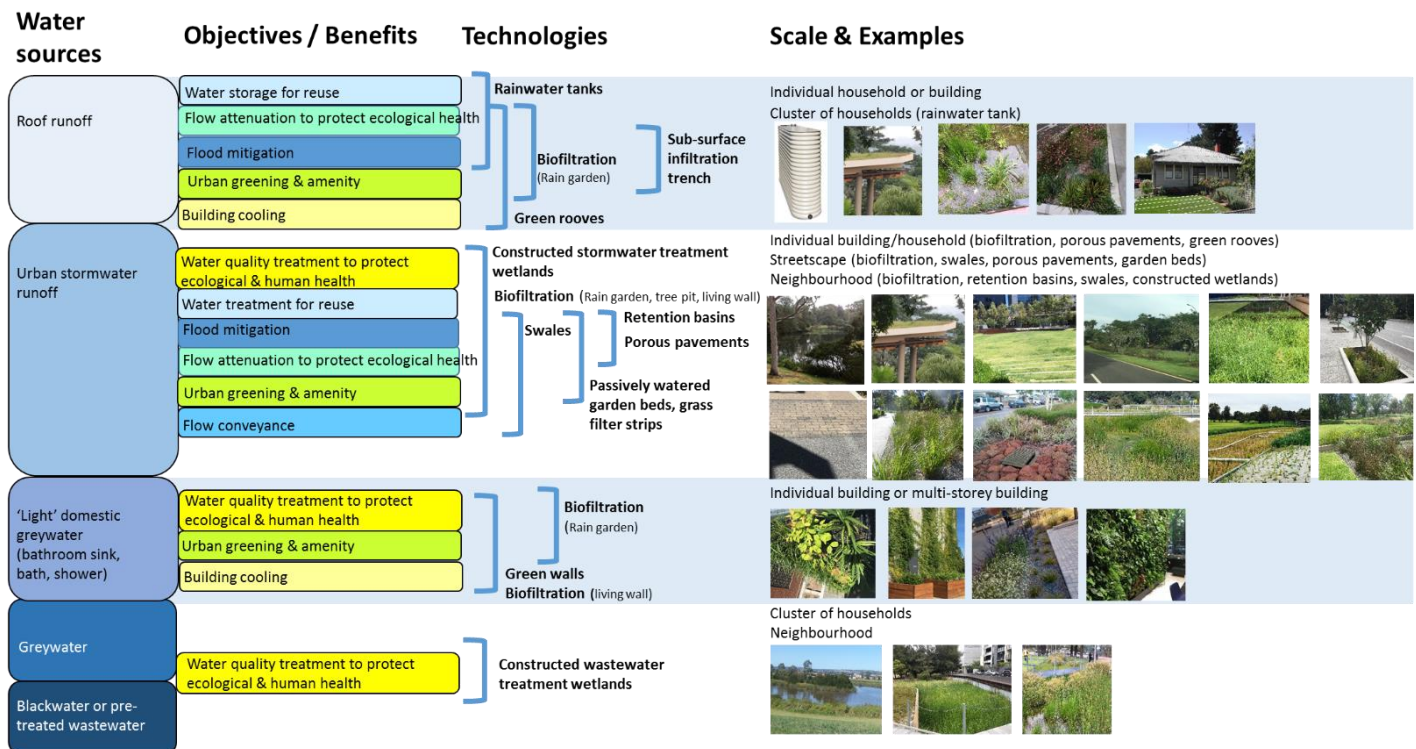 Water
sources
Objectives / Benefits
Technologies
Scale & Examples
Roof runoff
Water storage for reuse
Flow attenuation to protect ecological health
Flood mitigation
Urban greening & amenity
Building cooling
Rainwater tanks
Biofiltration
(Rain garden)
Sub-surface
infiltration
trench
Green rooves
Individual household or building
Cluster of households (rainwater tank)
Urban stormwater
runoff
Water quality treatment to protect
ecological & human health
Water treatment for reuse
Flood mitigation
Flow attenuation to protect ecological health
Urban greening & amenity
Flow conveyance
Constructed stormwater treatment
wetlands
Biofiltration (Rain garden, tree pit, living wall)
Swales
Retention basins
Porous pavements
Passively watered
garden beds, grass
filter strips
Individual building/household (biofiltration, porous pavements, green rooves)
Streetscape (biofiltration, swales, porous pavements, garden beds)
Neighbourhood (biofiltration, retention basins, swales, constructed wetlands)
‘Light’ domestic
greywater
(bathroom sink,
bath, shower)
Water quality treatment to protect
ecological & human health
Urban greening & amenity
Building cooling
Biofiltration
(Rain garden)
Green walls
Biofiltration (living wall)
Individual building or multi-storey building
Greywater
Blackwater or pre-
treated wastewater
Water quality treatment to protect
ecological & human health
Constructed wastewater
treatment wetlands
Cluster of households
Neighbourhood